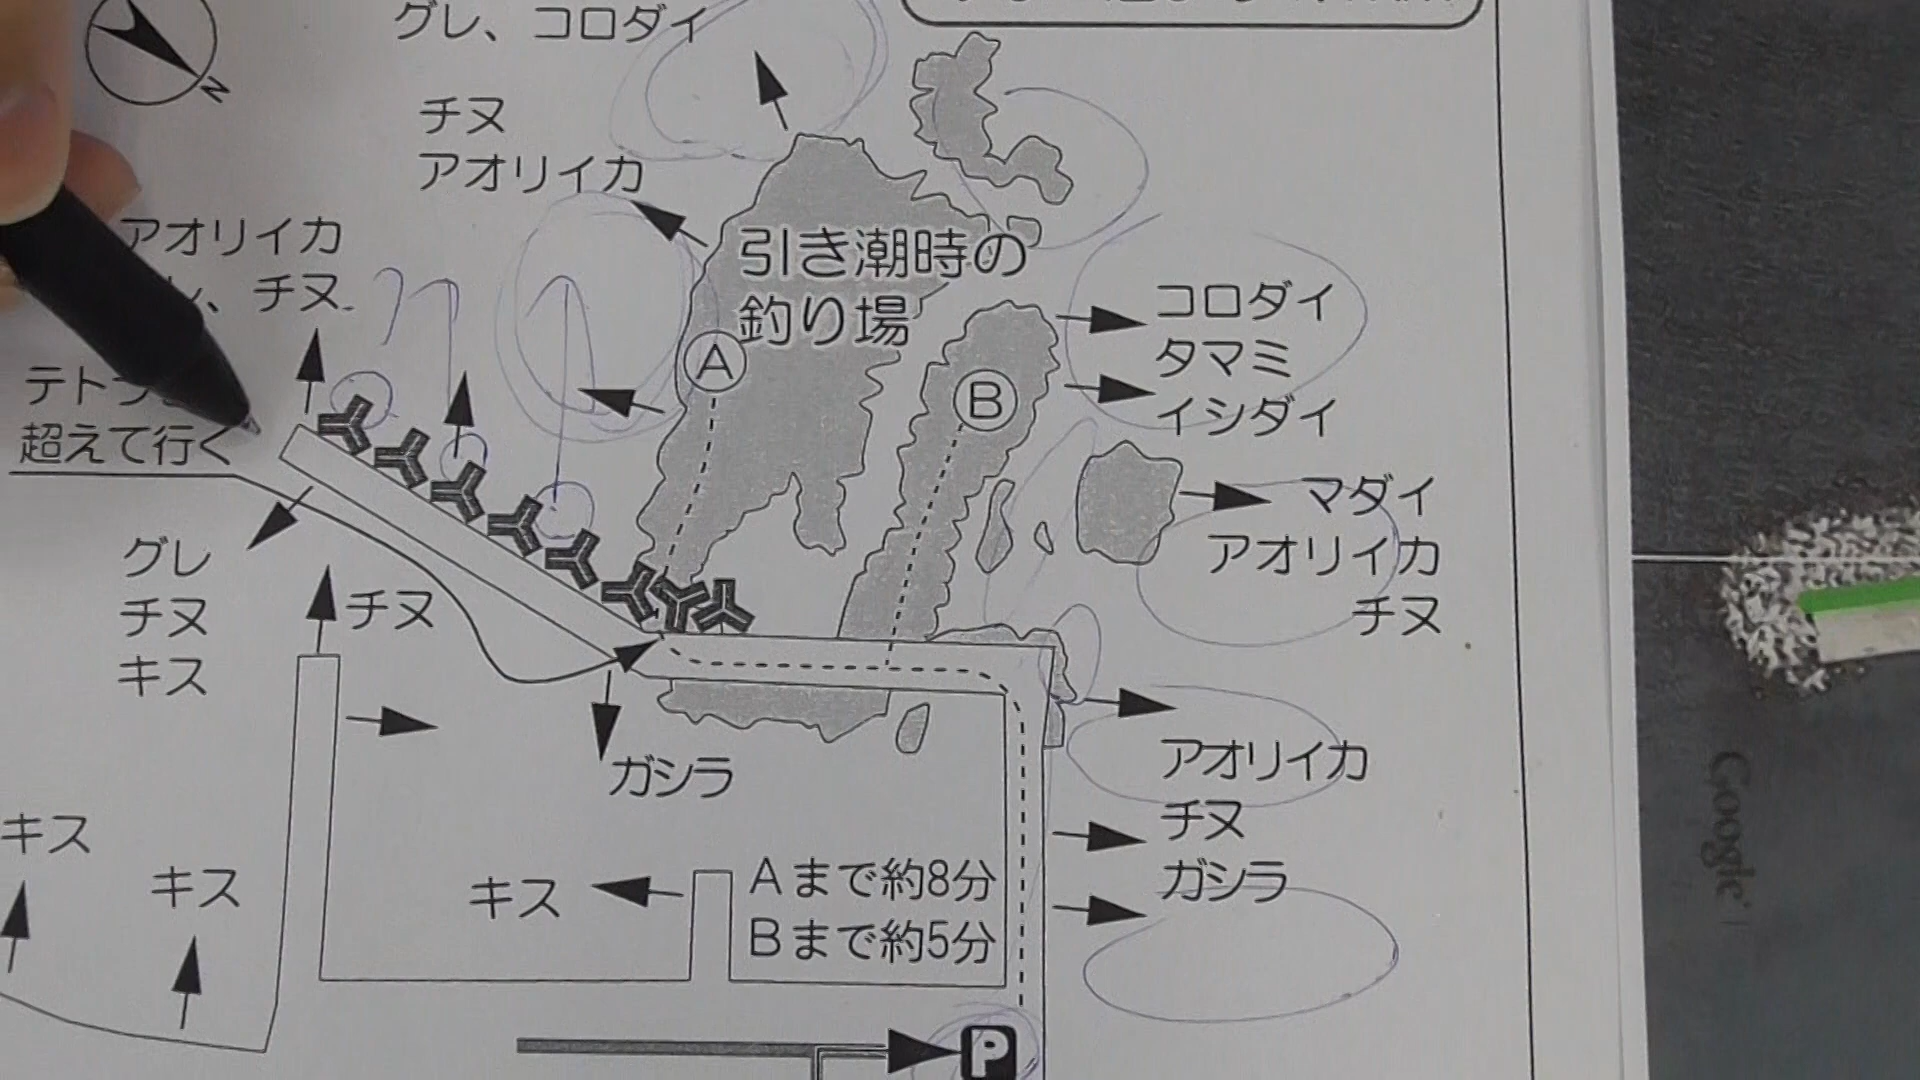 グレ、コロダイ
N
チヌ
アオリイカ
アオリイカ
、チヌ
引き潮時の
釣り場
A
B
コロダイ
タマミ
イシダイ
テトラ
超えて行く
マダイ
アオリイカ
チヌ
グレ
チヌ
キス
チヌ
ガシラ
アオリイカ
チヌ
ガシラ
キス
キス
キス
Aまで約8分
Bまで約5分
P
Google